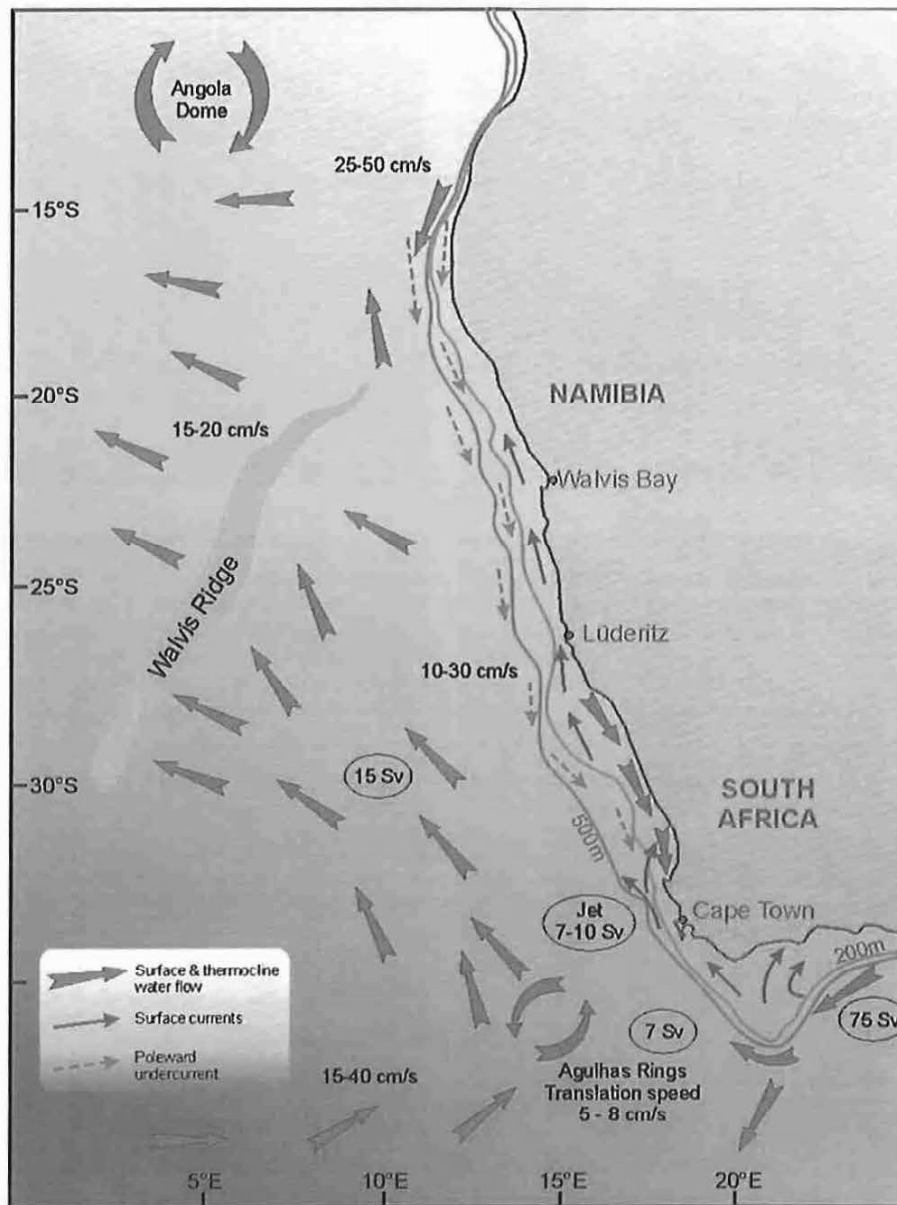 Angola
Dome
25-50 cm/s
15°S
NAMIBIA
20°S
15-20 cm/s
Walvis Bay
Walvis Ridge
25°S
Lüderitz
10-30 cm/s
15 Sv
30°S
SOUTH
AFRICA
500m
Jet
7-10 Sv
Cape Town
200m
Surface & thermocline
water flow
Surface currents
Poleward
undercurrent
7 Sv
75 Sv
15-40 cm/s
Agulhas Rings
Translation speed
5 - 8 cm/s
5°E
10°E
15°E
20°E